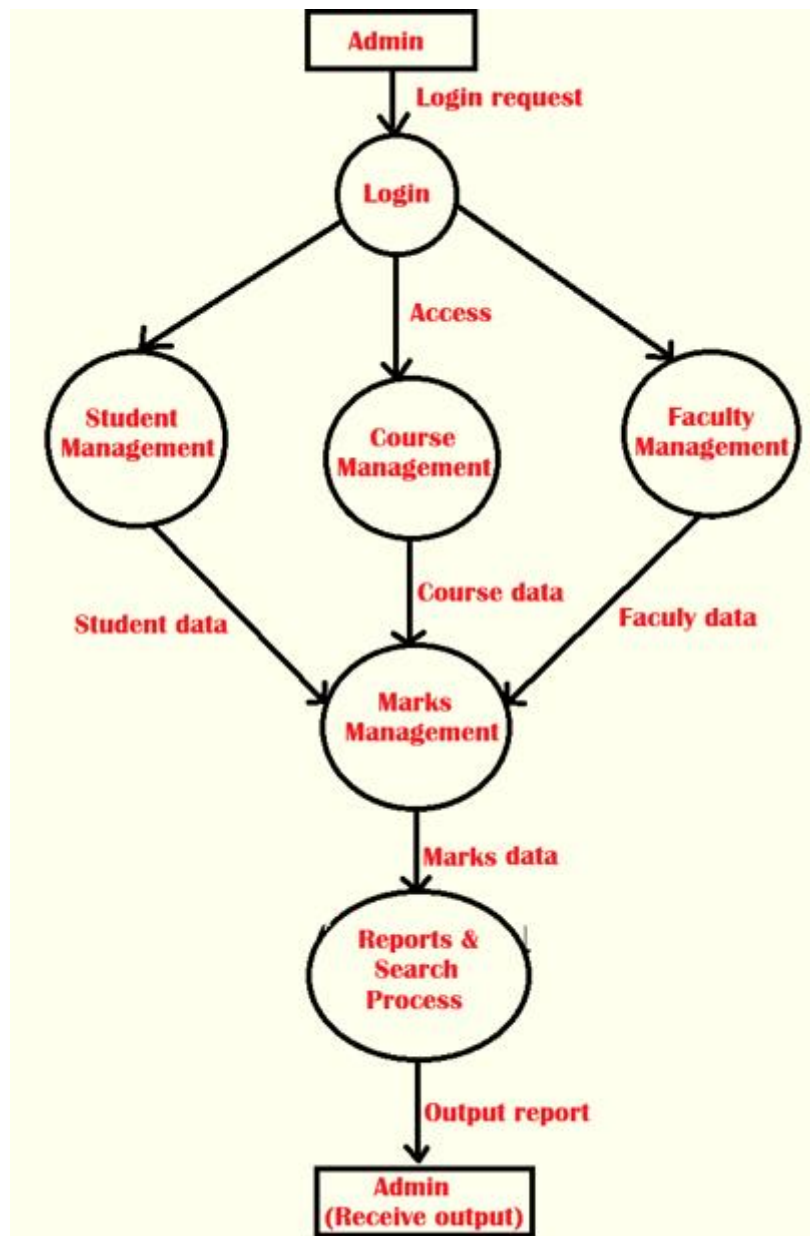 Admin
Login request
Login
Access
Student
Management
Course
Management
Faculty
Management
Student data
Course data
Faculy data
Marks
Management
Marks data
Reports &
Search
Process
Output report
Admin
(Receive output)